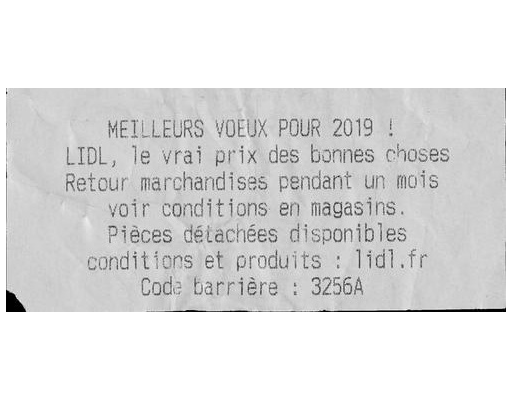 MEILLEURS VOEUX POUR 2019 !
LIDL, le vrai prix des bonnes choses
Retour marchandises pendant un mois
voir conditions en magasins.
Pièces détachées disponibles
conditions et produits : lidl.fr
Code barrière : 3256A